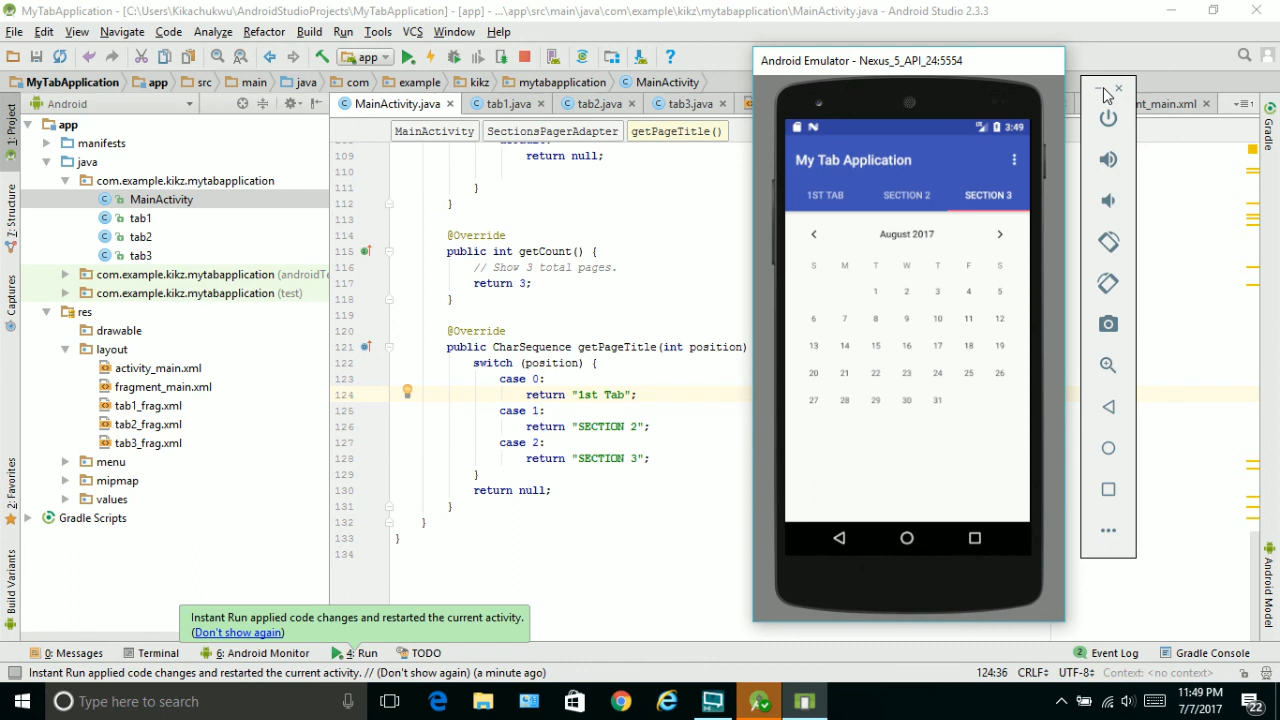 MyTabApplication - [C:\Users\Kikachukwu\AndroidStudioProjects\MyTabApplication] - [app] - ...\app\src\main\java\com\example\kikz\mytabapplication\MainActivity.java - Android Studio 2.3.3
File Edit View Navigate Code Analyze Refactor Build Run Tools VCS Window Help
app
MyTabApplication app src main java com example kikz mytabapplication MainActivity
Android
MainActivity.java tab1.java tab2.java tab3.java _main.xml
MainActivity SectionsPagerAdapter getPageTitle()
1: Project
7: Structure
Captures
2: Favorites
Build Variants
app
manifests
java
com.example.kikz.mytabapplication
MainActivity
tab1
tab2
tab3
com.example.kikz.mytabapplication (androidTe
com.example.kikz.mytabapplication (test)
res
drawable
layout
activity_main.xml
fragment_main.xml
tab1_frag.xml
tab2_frag.xml
tab3_frag.xml
menu
mipmap
values
Gradle Scripts
109 return null;
110
111 }
112 }
113
114 @Override
115 public int getCount() {
116 // Show 3 total pages.
117 return 3;
118 }
119
120 @Override
121 public CharSequence getPageTitle(int position)
122 switch (position) {
123 case 0:
124 return "1st Tab";
125 case 1:
126 return "SECTION 2";
127 case 2:
128 return "SECTION 3";
129 }
130 return null;
131 }
132 }
133 }
134
Android Emulator - Nexus_5_API_24:5554
3:49
My Tab Application
1ST TAB SECTION 2 SECTION 3
August 2017
S M T W T F S
1 2 3 4 5
6 7 8 9 10 11 12
13 14 15 16 17 18 19
20 21 22 23 24 25 26
27 28 29 30 31
Gradle
Android Model
Instant Run applied code changes and restarted the current activity.
(Don't show again)
0: Messages Terminal 6: Android Monitor 4: Run TODO 2 Event Log Gradle Console
Instant Run applied code changes and restarted the current activity. // (Don't show again) (a minute ago) 124:36 CRLF÷ UTF-8÷ Context: <no context>
Type here to search
11:49 PM
7/7/2017
22